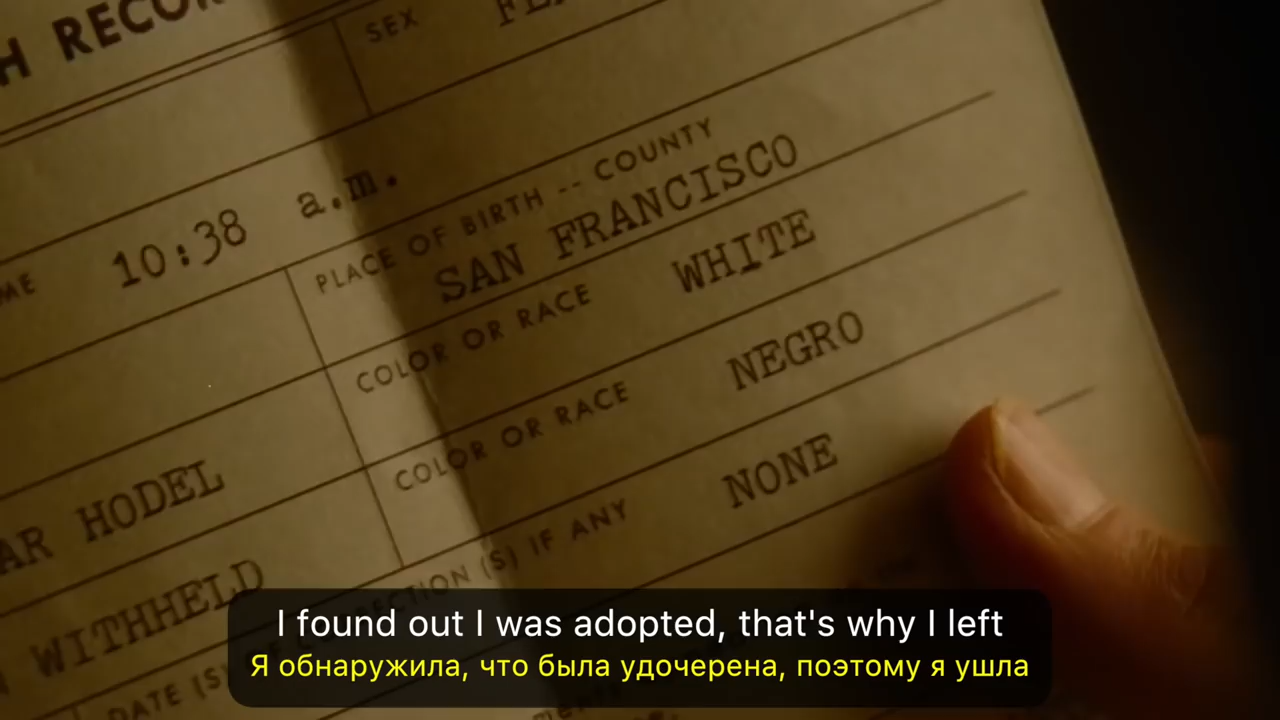 H RECOR
SEX
10:38 a.m.
PLACE OF BIRTH -- COUNTY
SAN FRANCISCO
COLOR OR RACE WHITE
COLOR OR RACE NEGRO
AR HODEL
(S) IF ANY NONE
WITHHELD
DATE (S)
I found out I was adopted, that's why I left
Я обнаружила, что была удочерена, поэтому я ушла